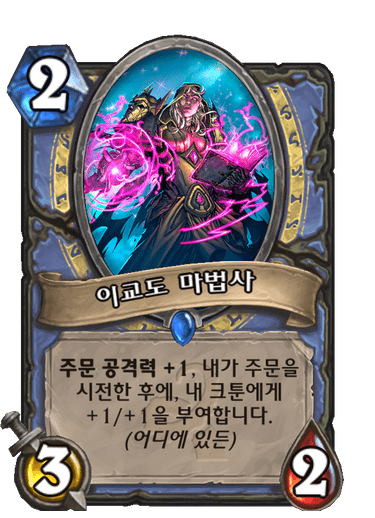 2
이교도 마법사
주문 공격력 +1, 내가 주문을
시전한 후에, 내 크툰에게
+1/+1을 부여합니다.
(어디에 있든)
3
2